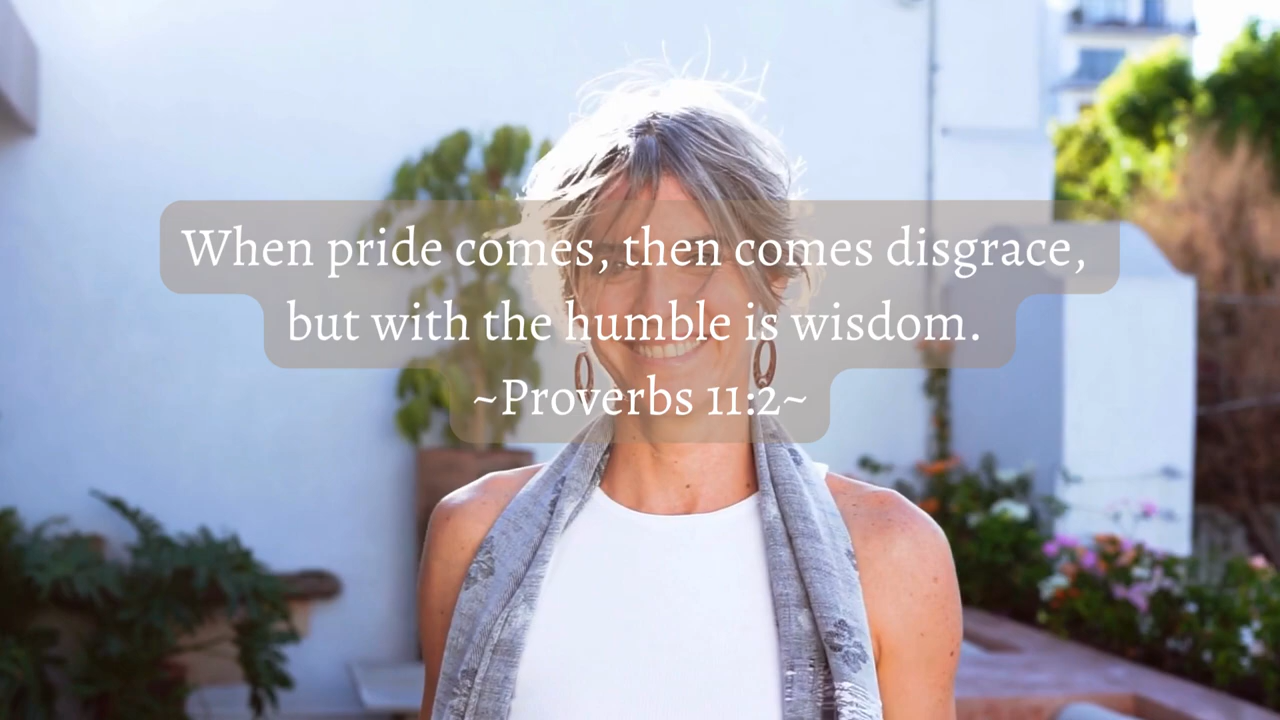 When pride comes, then comes disgrace,
but with the humble is wisdom.
~Proverbs 11:2~